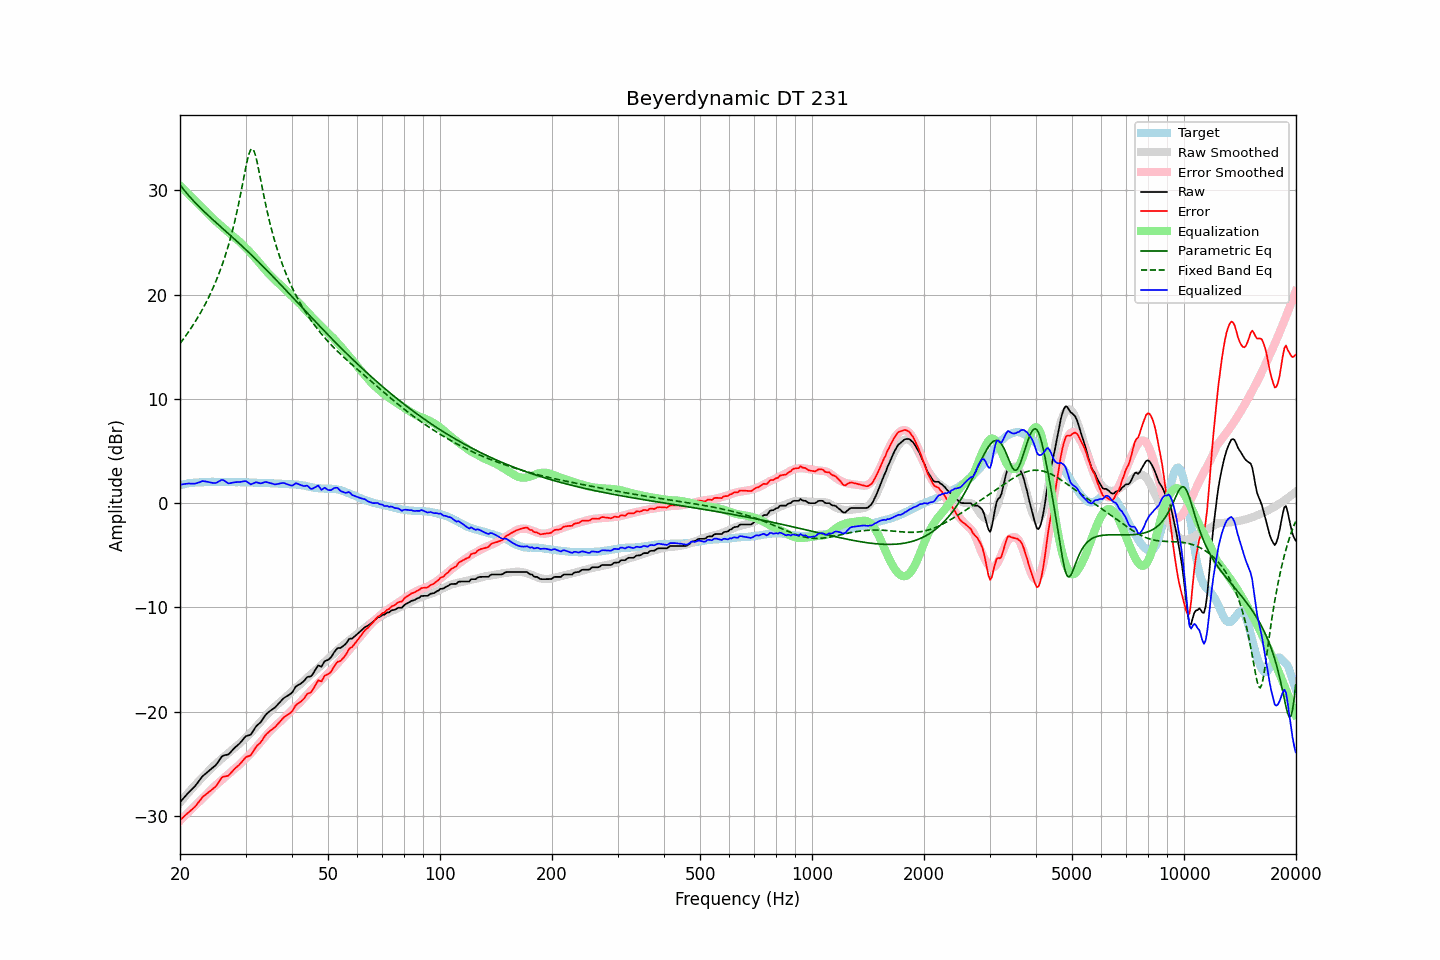 Beyerdynamic DT 231
Target
Raw Smoothed
Error Smoothed
Raw
Error
Equalization
Parametric Eq
Fixed Band Eq
Equalized
Amplitude (dBr)
30
20
10
0
−10
−20
−30
20
50
100
200
500
1000
2000
5000
10000
20000
Frequency (Hz)